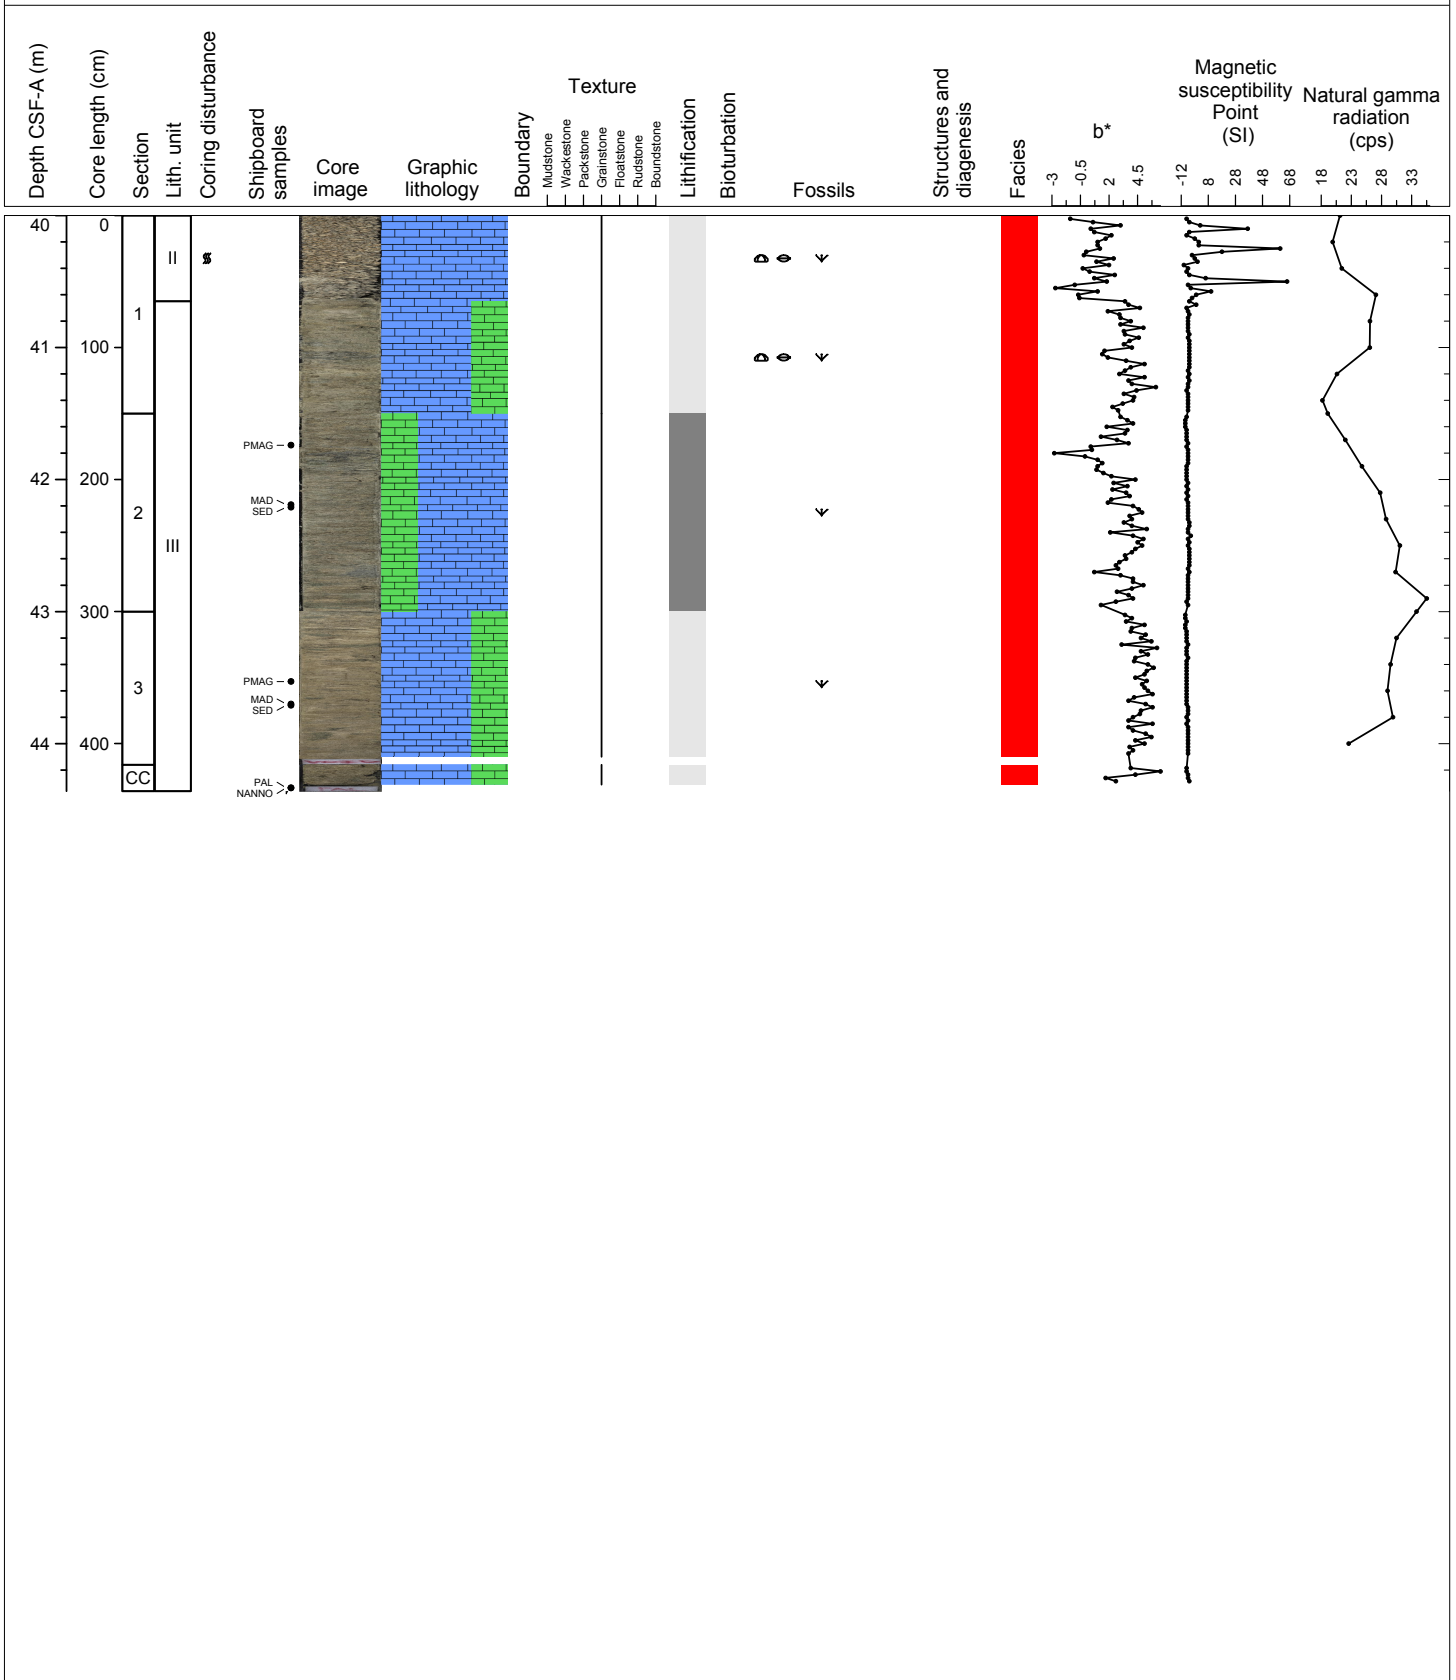 Depth CSF-A (m)
Core length (cm)
Section
Lith. unit
Coring disturbance
Shipboard
samples
Core
image
Graphic
lithology
Boundary
Texture
Mudstone
Wackestone
Packstone
Grainstone
Floatstone
Rudstone
Boundstone
Lithification
Bioturbation
Fossils
Structures and
diagenesis
Facies
b*
-3 -0.5 2 4.5
Magnetic
susceptibility
Point
(SI)
-12 8 28 48 68
Natural gamma
radiation
(cps)
18 23 28 33
40 0
II
1
41 100
PMAG
42 200
MAD
SED
2
III
43 300
PMAG
3
MAD
SED
44 400
CC
PAL
NANNO